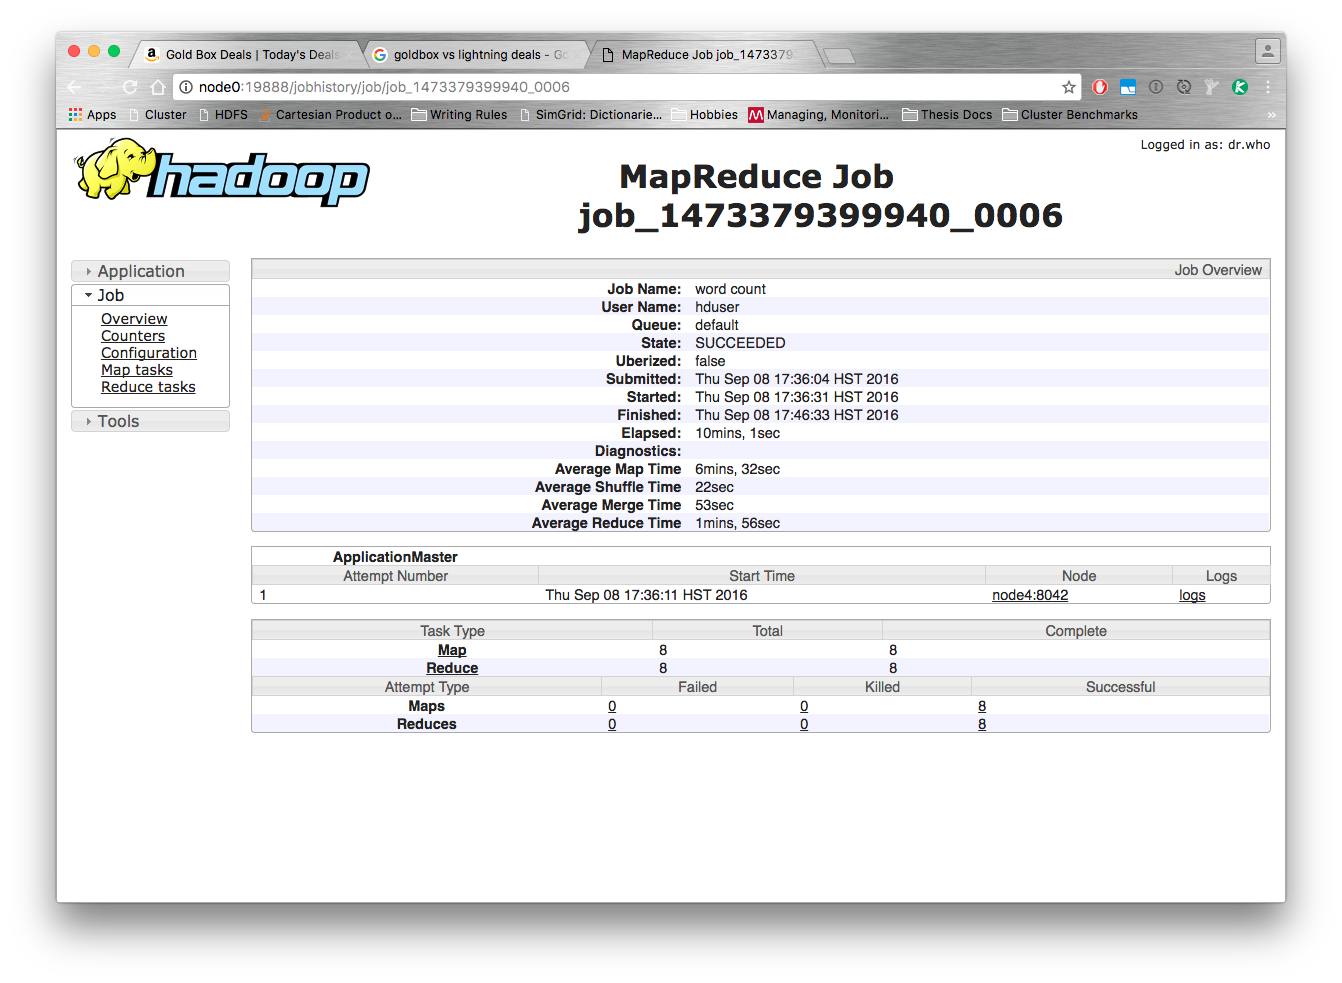 Gold Box Deals | Today's Deals
goldbox vs lightning deals - Go
MapReduce Job job_1473379
node0:19888/jobhistory/job/job_1473379399940_0006
Apps Cluster HDFS Cartesian Product o... Writing Rules SimGrid: Dictionarie... Hobbies Managing, Monitori... Thesis Docs Cluster Benchmarks »
hadoop
Logged in as: dr.who
MapReduce Job
job_1473379399940_0006
Application
Job
Overview
Counters
Configuration
Map tasks
Reduce tasks
Tools
Job Overview
Job Name: word count
User Name: hduser
Queue: default
State: SUCCEEDED
Uberized: false
Submitted: Thu Sep 08 17:36:04 HST 2016
Started: Thu Sep 08 17:36:31 HST 2016
Finished: Thu Sep 08 17:46:33 HST 2016
Elapsed: 10mins, 1sec
Diagnostics:
Average Map Time 6mins, 32sec
Average Shuffle Time 22sec
Average Merge Time 53sec
Average Reduce Time 1mins, 56sec
ApplicationMaster
Attempt Number Start Time Node Logs
1 Thu Sep 08 17:36:11 HST 2016 node4:8042 logs
Task Type Total Complete
Map 8 8
Reduce 8 8
Attempt Type Failed Killed Successful
Maps 0 0 8
Reduces 0 0 8